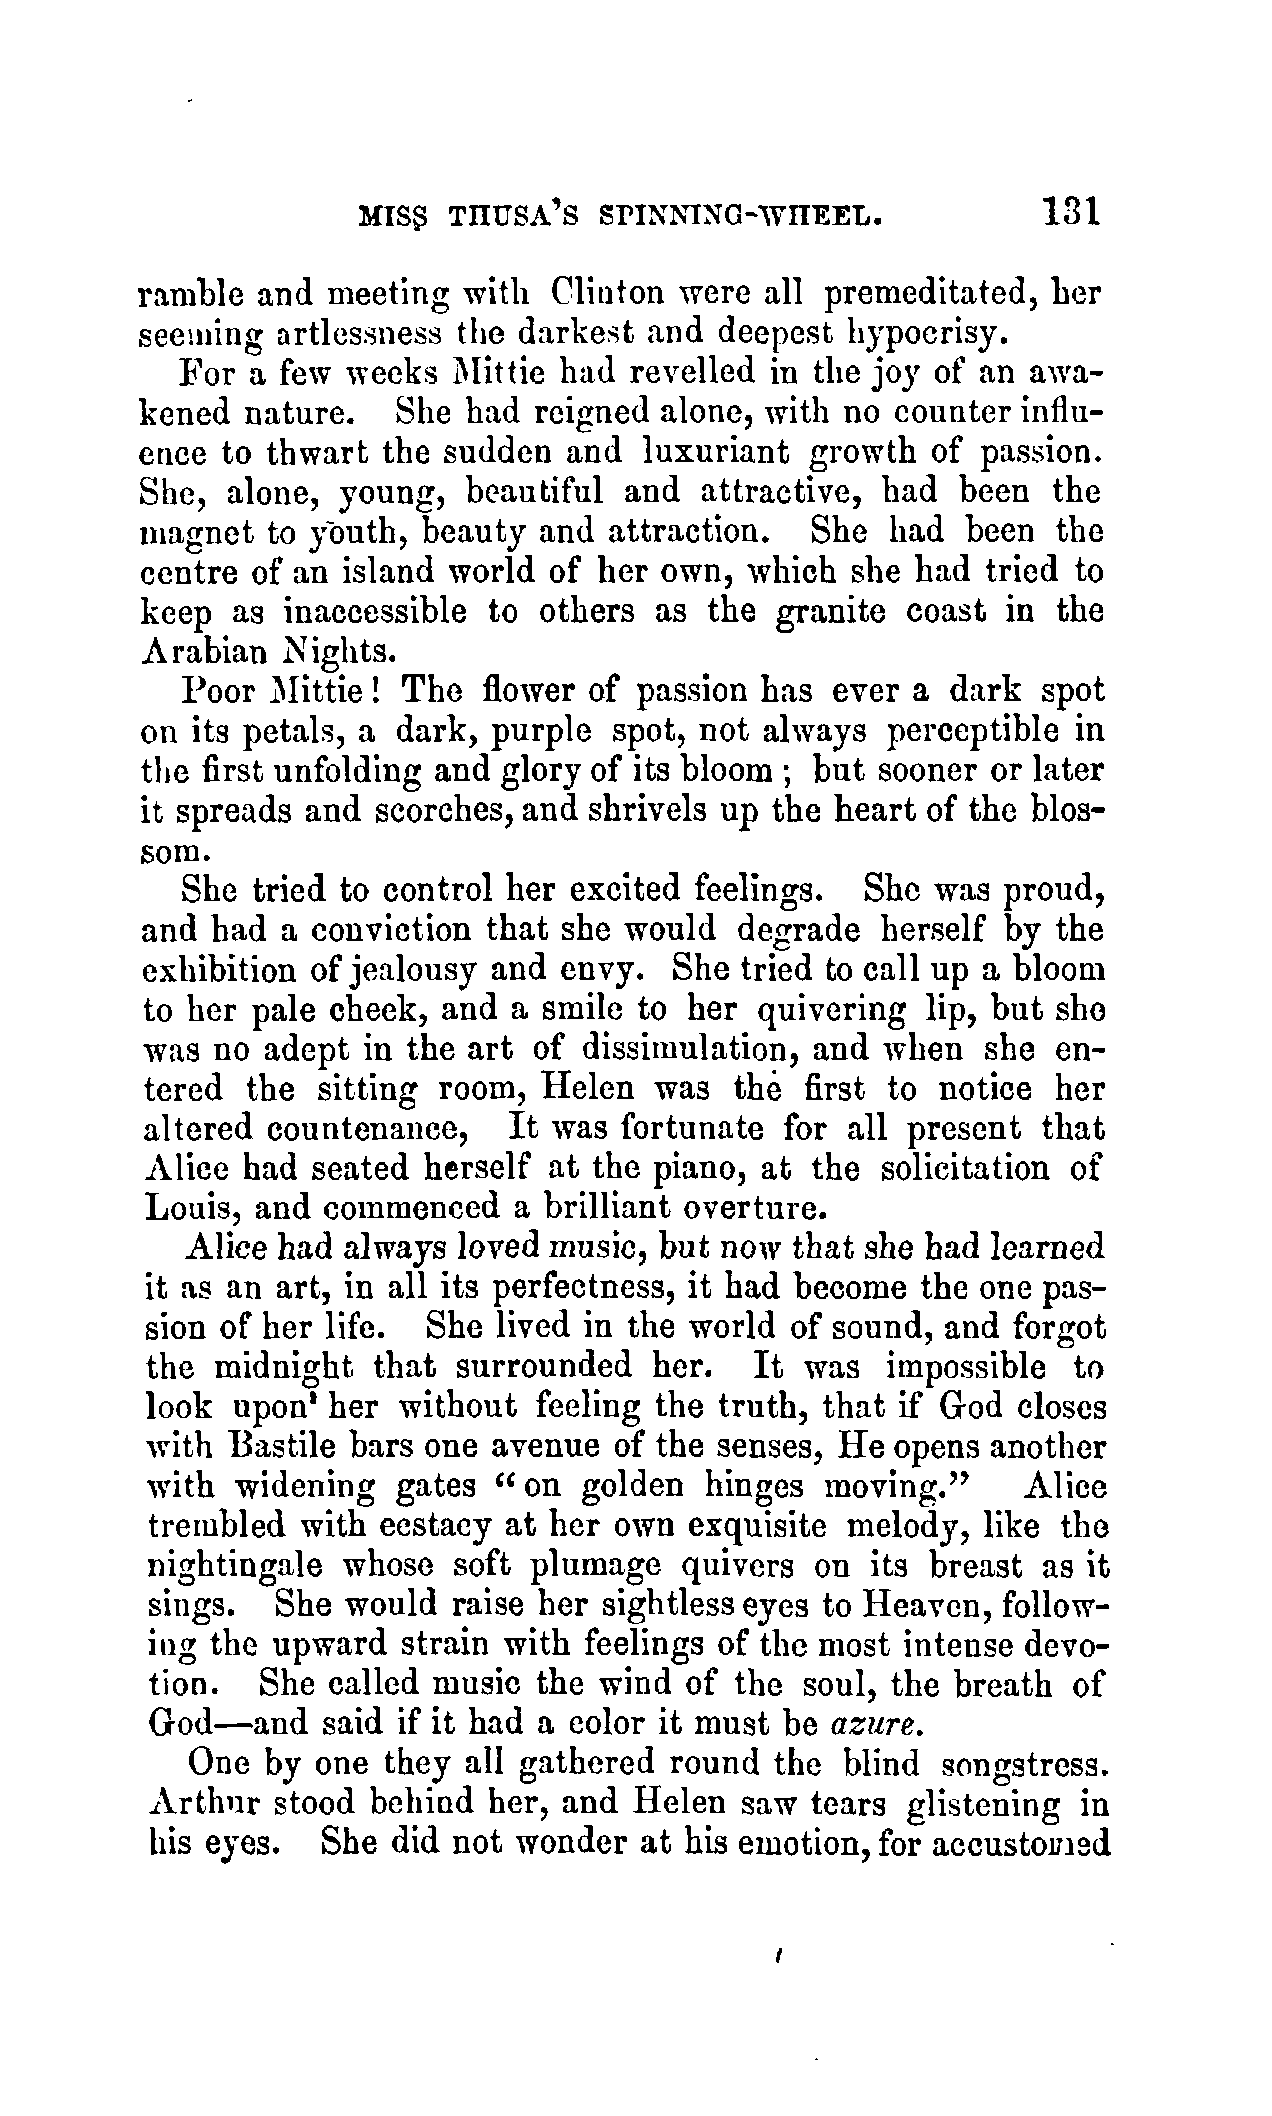 MISS THUSA'S SPINNING-WHEEL. 131
ramble and meeting with Clinton were all premeditated, her
seeming artlessness the darkest and deepest hypocrisy.
For a few weeks Mittie had revelled in the joy of an awa-
kened nature. She had reigned alone, with no counter influ-
ence to thwart the sudden and luxuriant growth of passion.
She, alone, young, beautiful and attractive, had been the
magnet to youth, beauty and attraction. She had been the
centre of an island world of her own, which she had tried to
keep as inaccessible to others as the granite coast in the
Arabian Nights.
Poor Mittie! The flower of passion has ever a dark spot
on its petals, a dark, purple spot, not always perceptible in
the first unfolding and glory of its bloom; but sooner or later
it spreads and scorches, and shrivels up the heart of the blos-
som.
She tried to control her excited feelings. She was proud,
and had a conviction that she would degrade herself by the
exhibition of jealousy and envy. She tried to call up a bloom
to her pale cheek, and a smile to her quivering lip, but she
was no adept in the art of dissimulation, and when she en-
tered the sitting room, Helen was the first to notice her
altered countenance, It was fortunate for all present that
Alice had seated herself at the piano, at the solicitation of
Louis, and commenced a brilliant overture.
Alice had always loved music, but now that she had learned
it as an art, in all its perfectness, it had become the one pas-
sion of her life. She lived in the world of sound, and forgot
the midnight that surrounded her. It was impossible to
look upon her without feeling the truth, that if God closes
with Bastile bars one avenue of the senses, He opens another
with widening gates "on golden hinges moving." Alice
trembled with ecstacy at her own exquisite melody, like the
nightingale whose soft plumage quivers on its breast as it
sings. She would raise her sightless eyes to Heaven, follow-
ing the upward strain with feelings of the most intense devo-
tion. She called music the wind of the soul, the breath of
God—and said if it had a color it must be azure.
One by one they all gathered round the blind songstress.
Arthur stood behind her, and Helen saw tears glistening in
his eyes. She did not wonder at his emotion, for accustomed